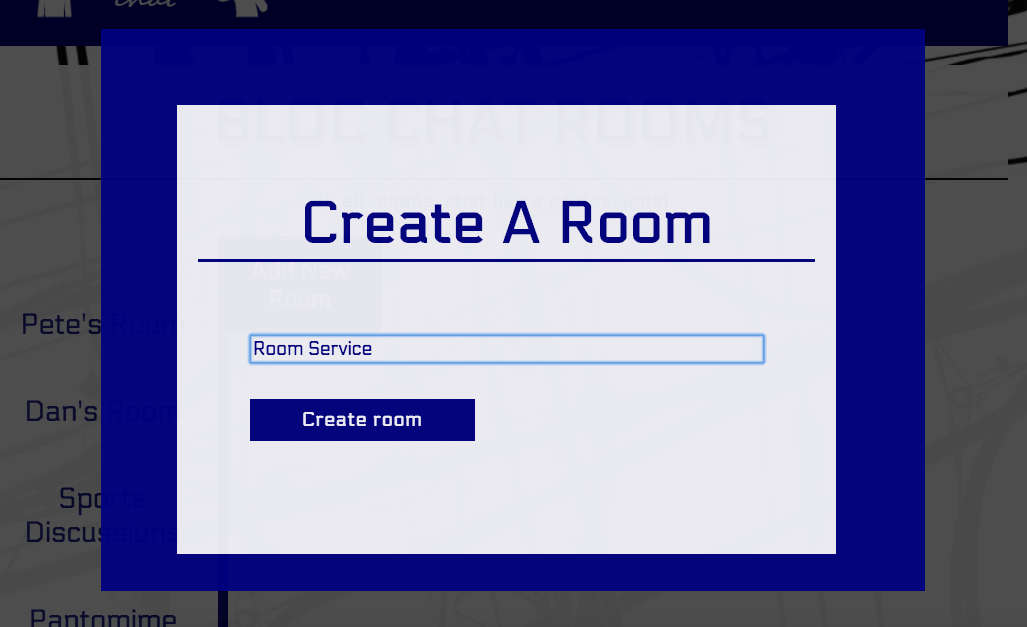 chat
BLOC CHAT ROOMS
Create A Room
Add New
Room
Pete's Room
Room Service
Dan's Room
Create room
Sports
Discussions
Pantomime